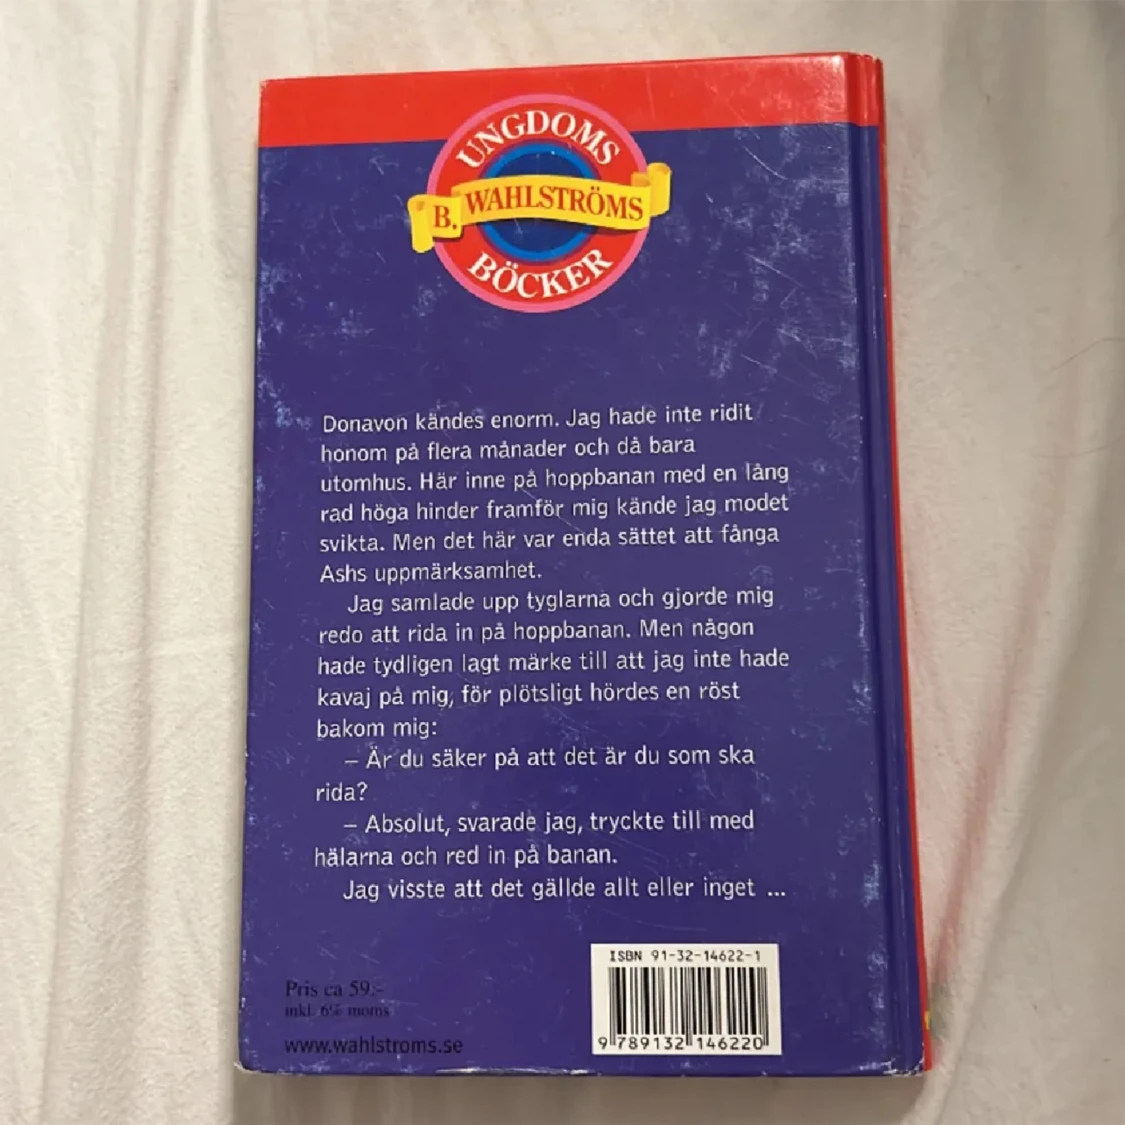 UNGDOMS
B. WAHLSTRÖMS
BÖCKER
Donavon kändes enorm. Jag hade inte ridit
honom på flera månader och då bara
utomhus. Här inne på hoppbanan med en lång
rad höga hinder framför mig kände jag modet
svikta. Men det här var enda sättet att fånga
Ashs uppmärksamhet.
Jag samlade upp tyglarna och gjorde mig
redo att rida in på hoppbanan. Men någon
hade tydligen lagt märke till att jag inte hade
kavaj på mig, för plötsligt hördes en röst
bakom mig:
– Är du säker på att det är du som ska
rida?
– Absolut, svarade jag, tryckte till med
hälarna och red in på banan.
Jag visste att det gällde allt eller inget ...
ISBN 91-32-14622-1
9 789132 146220
Pris ca 59:-
inkl. 6% moms
www.wahlstroms.se